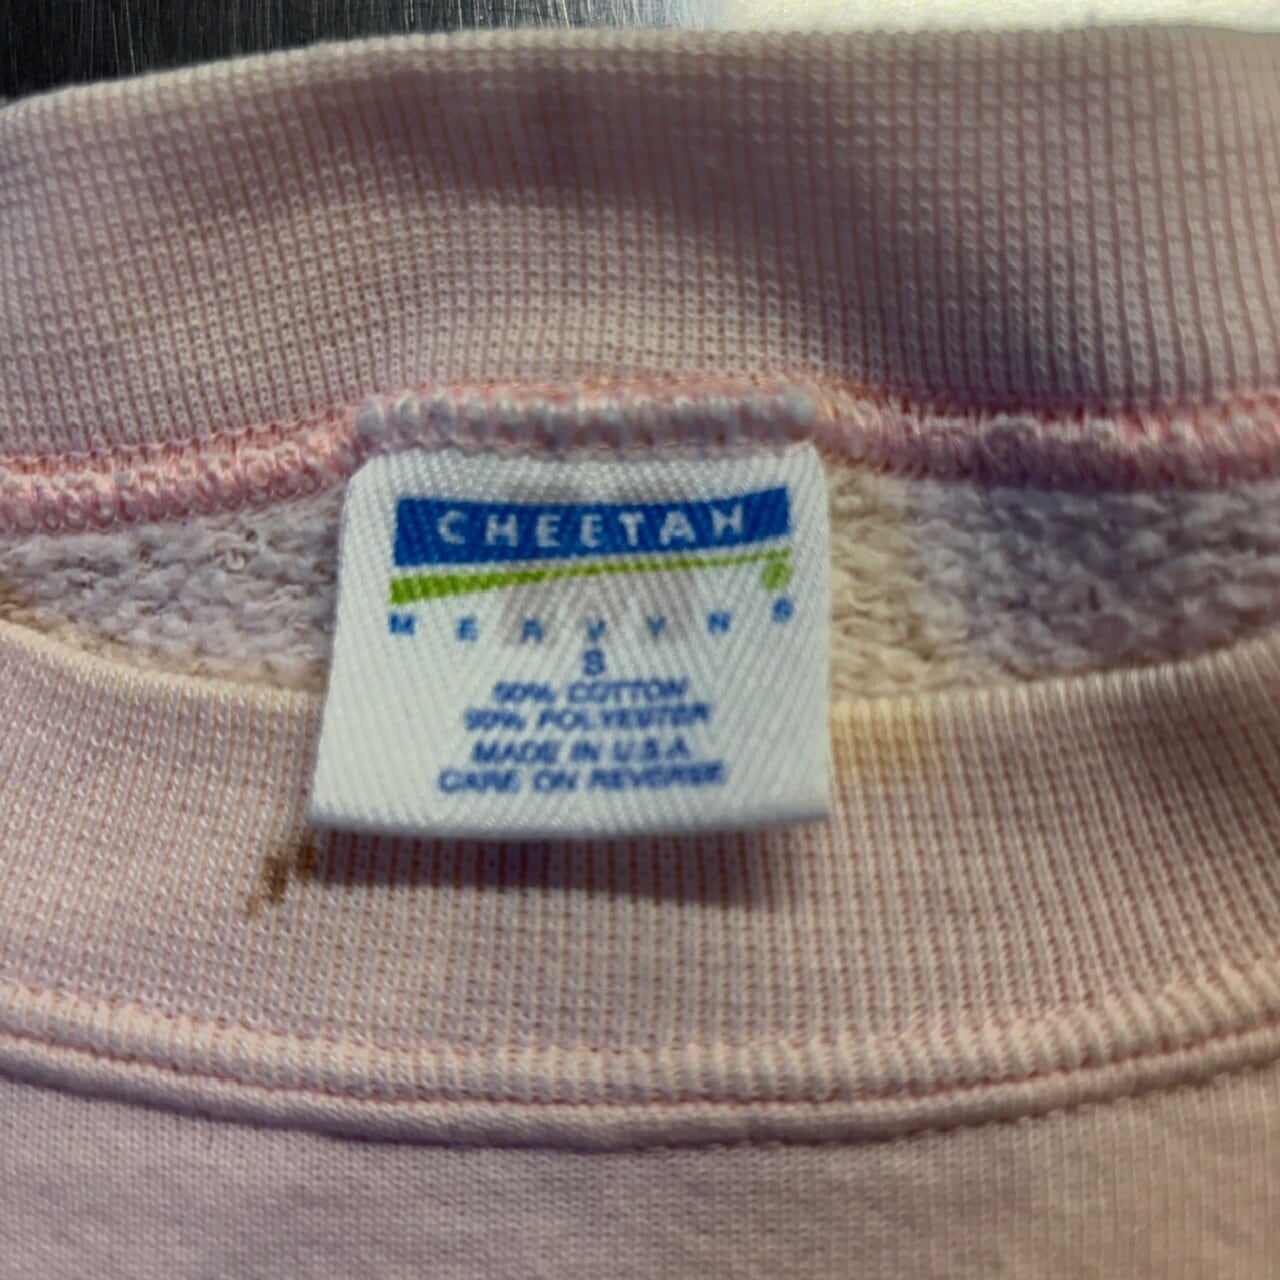 CHEETAH
®
MERVYNS
S
50% COTTON
50% POLYESTER
MADE IN U.S.A.
CARE ON REVERSE